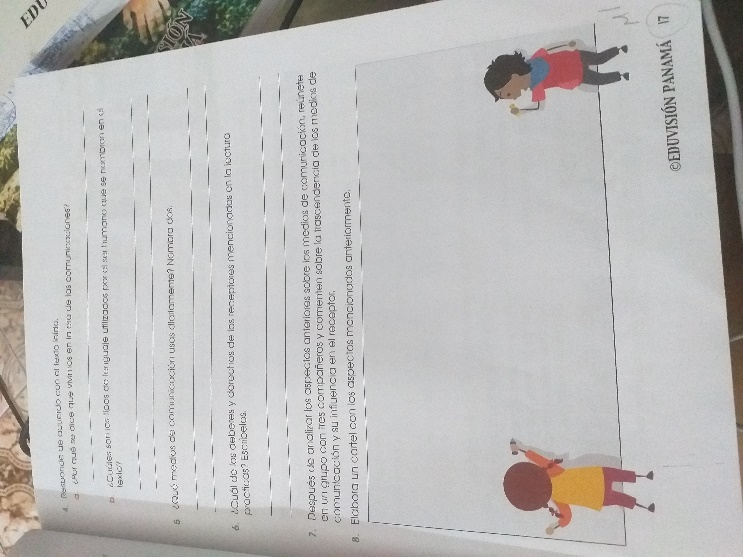 4. Responde de acuerdo con el texto leído.
a. ¿Por qué se dice que vivimos en la era de las comunicaciones?
b. ¿Cuáles son los tipos de lenguaje utilizados por el ser humano que se nombran en el
texto?
5. ¿Qué medios de comunicación usas diariamente? Nombra dos.
6. ¿Cuál de los deberes y derechos de los receptores mencionados en la lectura
practicas? Escríbelos.
7. Después de analizar los aspectos anteriores sobre los medios de comunicación, reúnete
en un grupo con tres compañeros y comenten sobre la trascendencia de los medios de
comunicación y su influencia en el receptor.
8. Elabora un cartel con los aspectos mencionados anteriormente.
©EDUVISIÓN PANAMÁ 17
EDU